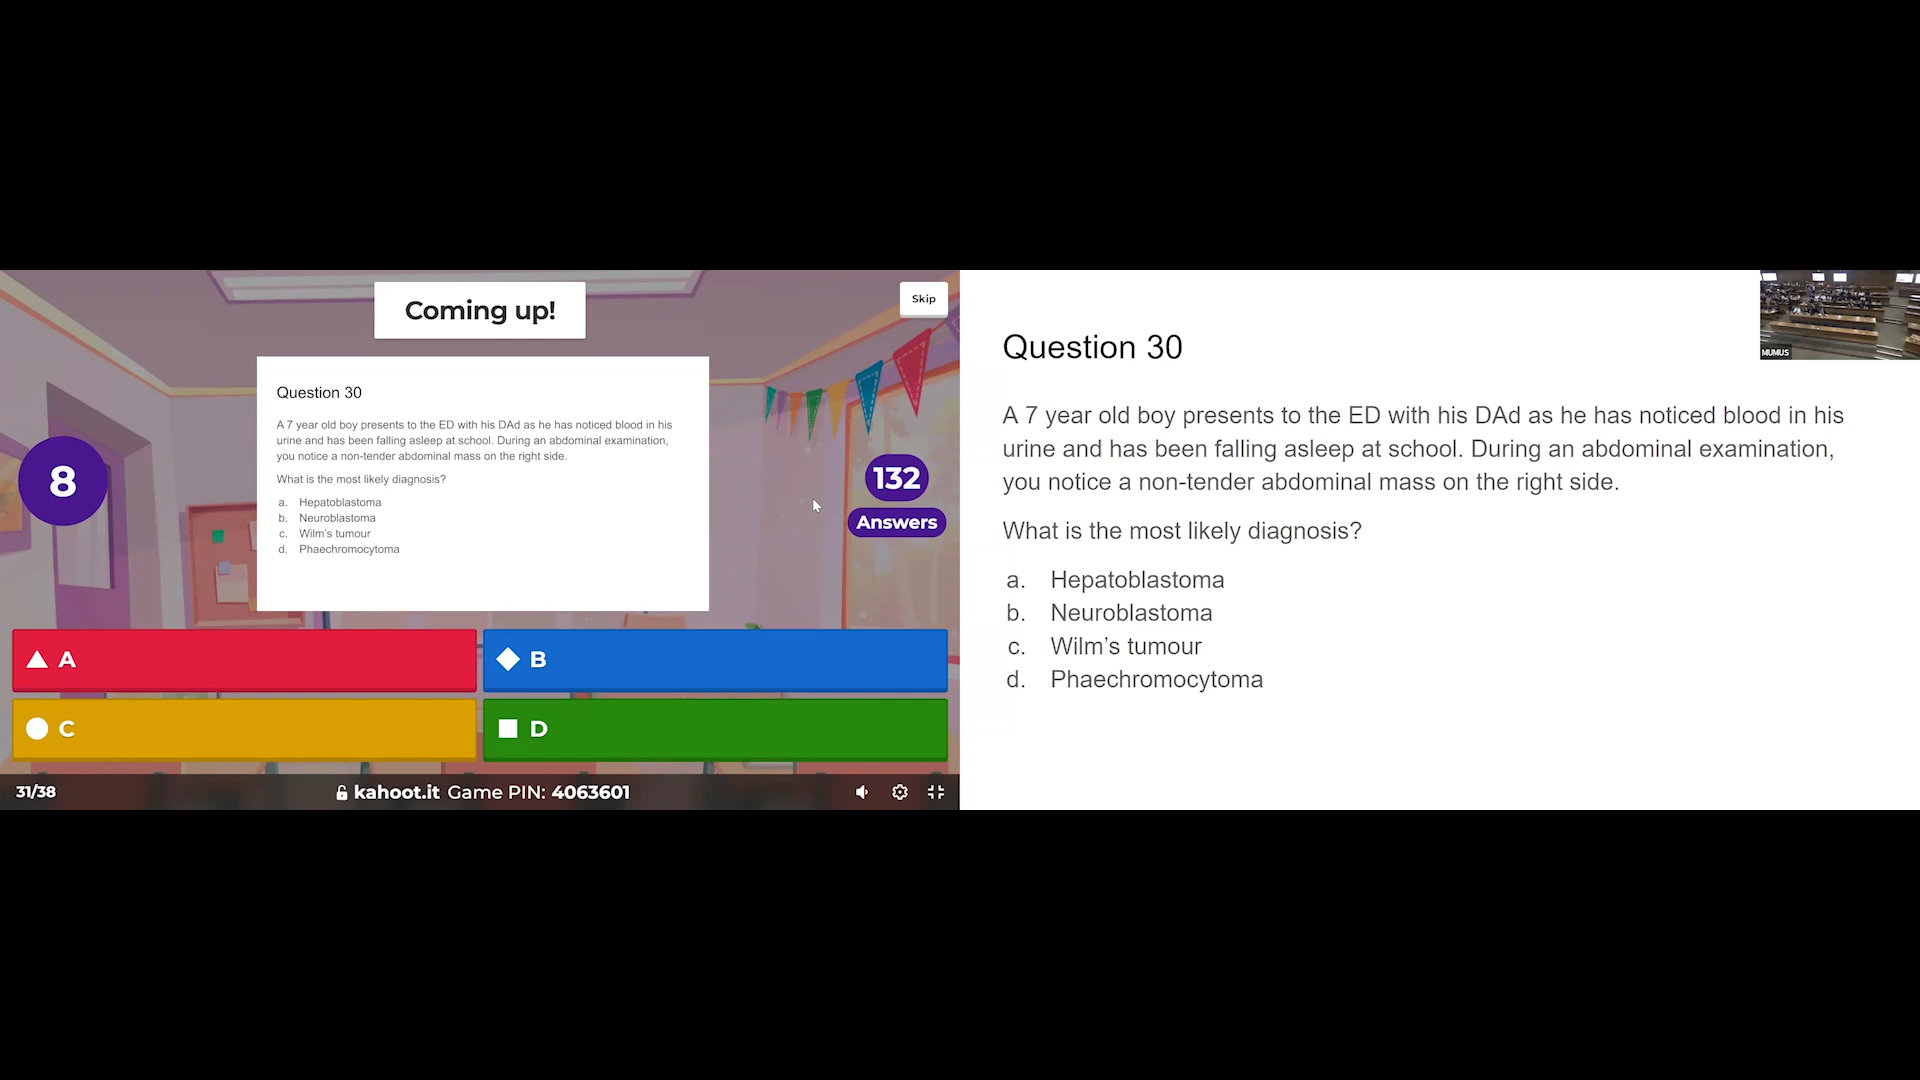 Coming up!
Skip
Question 30
A 7 year old boy presents to the ED with his DAd as he has noticed blood in his
urine and has been falling asleep at school. During an abdominal examination,
you notice a non-tender abdominal mass on the right side.
What is the most likely diagnosis?
a. Hepatoblastoma
b. Neuroblastoma
c. Wilm's tumour
d. Phaechromocytoma
8
132
Answers
A
B
C
D
31/38
kahoot.it Game PIN: 4063601
Question 30
A 7 year old boy presents to the ED with his DAd as he has noticed blood in his
urine and has been falling asleep at school. During an abdominal examination,
you notice a non-tender abdominal mass on the right side.
What is the most likely diagnosis?
a. Hepatoblastoma
b. Neuroblastoma
c. Wilm’s tumour
d. Phaechromocytoma
MUMUS